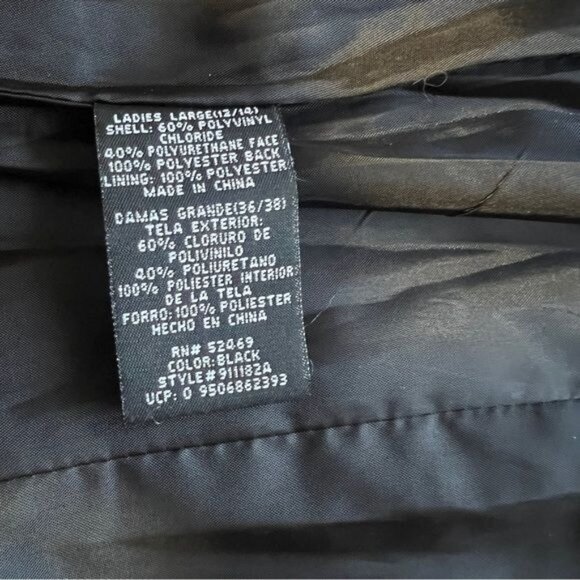 LADIES LARGE(12/14)
SHELL: 60% POLYVINYL
CHLORIDE
40% POLYURETHANE FACE
100% POLYESTER BACK
LINING: 100% POLYESTER
MADE IN CHINA
DAMAS GRANDE(36/38)
TELA EXTERIOR:
60% CLORURO DE
POLIVINILO
40% POLIURETANO
100% POLIESTER INTERIOR
DE LA TELA
FORRO:100% POLIESTER
HECHO EN CHINA
RN# 52469
COLOR:BLACK
STYLE#911182A
UCP: 0 9506862393